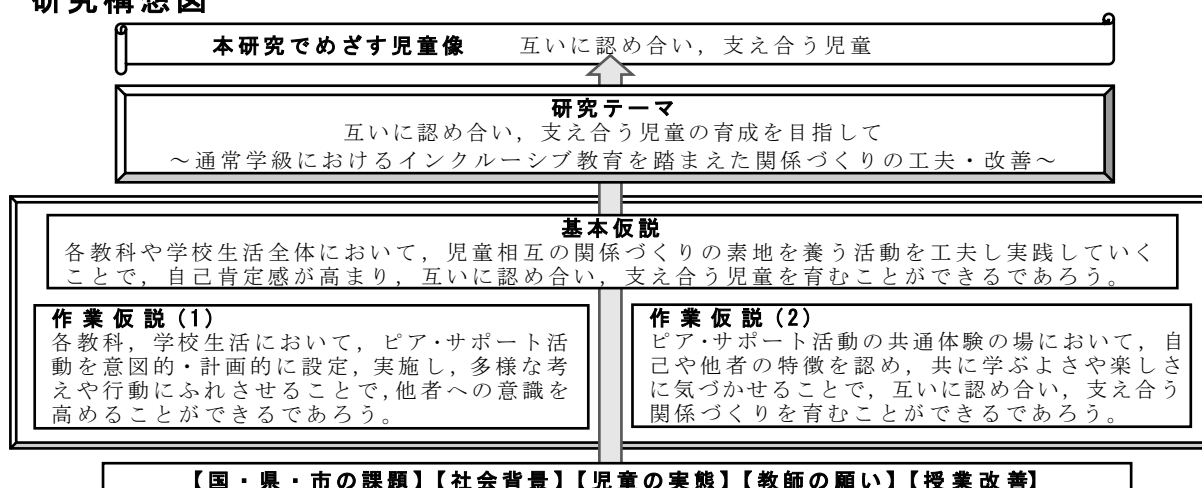 研究構想図
本研究でめざす児童像　　互いに認め合い，支え合う児童
研究テーマ
互いに認め合い，支え合う児童の育成を目指して
～通常学級におけるインクルーシブ教育を踏まえた関係づくりの工夫・改善～
基本仮説
各教科や学校生活全体において，児童相互の関係づくりの素地を養う活動を工夫し実践していく
ことで，自己肯定感が高まり，互いに認め合い，支え合う児童を育むことができるであろう。
作業仮説（1）
各教科，学校生活において，ピア・サポート活
動を意図的・計画的に設定，実施し，多様な考
えや行動にふれさせることで，他者への意識を
高めることができるであろう。
作業仮説（2）
ピア・サポート活動の共通体験の場において，自
己や他者の特徴を認め，共に学ぶよさや楽しさ
に気づかせることで，互いに認め合い，支え合う
関係づくりを育むことができるであろう。
【国・県・市の課題】【社会背景】【児童の実態】【教師の願い】【授業改善】